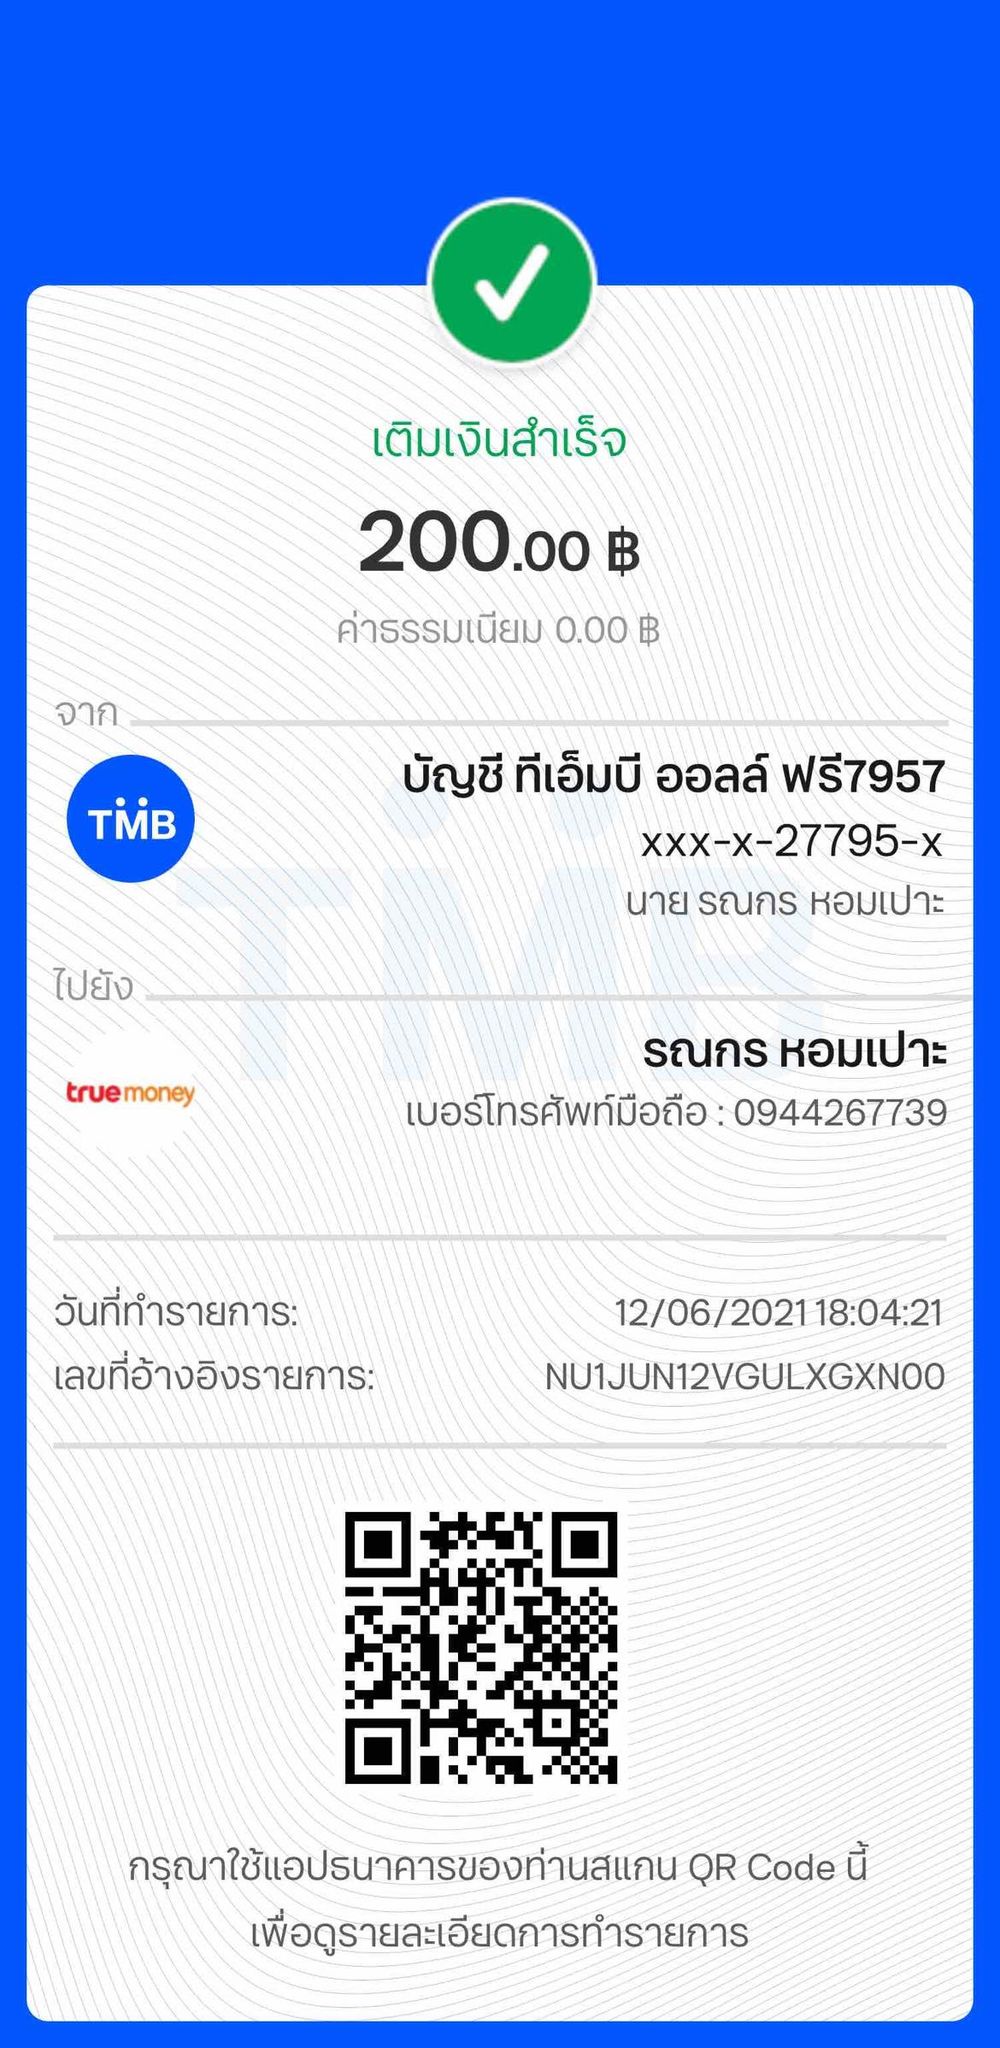 เติมเงินสำเร็จ
200.00 ฿
ค่าธรรมเนียม 0.00 ฿
จาก
TMB
บัญชี ทีเอ็มบี ออลล์ ฟรี7957
xxx-x-27795-x
นาย รณกร หอมเปาะ
ไปยัง
รณกร หอมเปาะ
truemoney
เบอร์โทรศัพท์มือถือ : 0944267739
วันที่ทำรายการ: 12/06/2021 18:04:21
เลขที่อ้างอิงรายการ: NU1JUN12VGULXGXN00
กรุณาใช้แอปธนาคารของท่านสแกน QR Code นี้
เพื่อดูรายละเอียดการทำรายการ